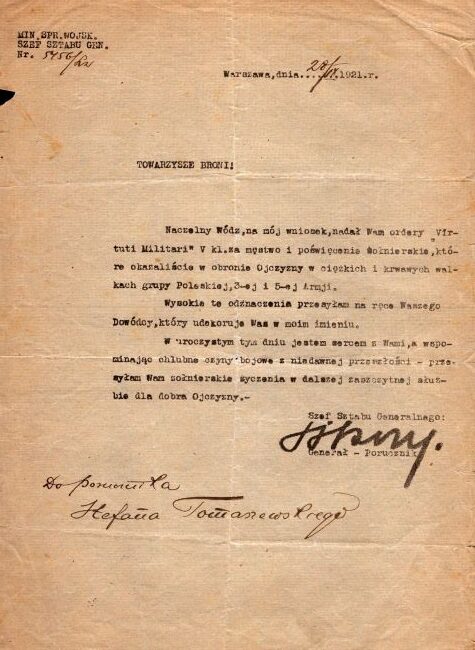 MIN.SPR.WOJSK.
SZEF SZTABU GEN.
Nr. 5456/
Warszawa,dnia....20/IX.1921.r.
TOWARZYSZE BRONI!
Naczelny Wódz,na mój wniosek,nadał Wam ordery „Vir-
tuti Militari" V kl.za męstwo i poświęcenie żołnierskie,któ-
re okazaliście w obronie Ojczyzny w ciężkich i krwawych wal-
kach grupy Poleskiej,3-ej i 5-ej Armji.
Wysokie te odznaczenia przesyłam na ręce Waszego
Dowódcy,który udekoruje Was w moim imieniu.
W uroczystym tym dniu jestem sercem z Wami,a wspo-
minając chlubne czyny bojowe z niedawnej przeszłości - prze-
syłam Wam żołnierskie życzenia w dalszej zaszczytnej służ-
bie dla dobra Ojczyzny.-
Szef Sztabu Generalnego:
Sikorski
Generał - Porucznik.
Do porucznika
Stefana Tomaszewskiego